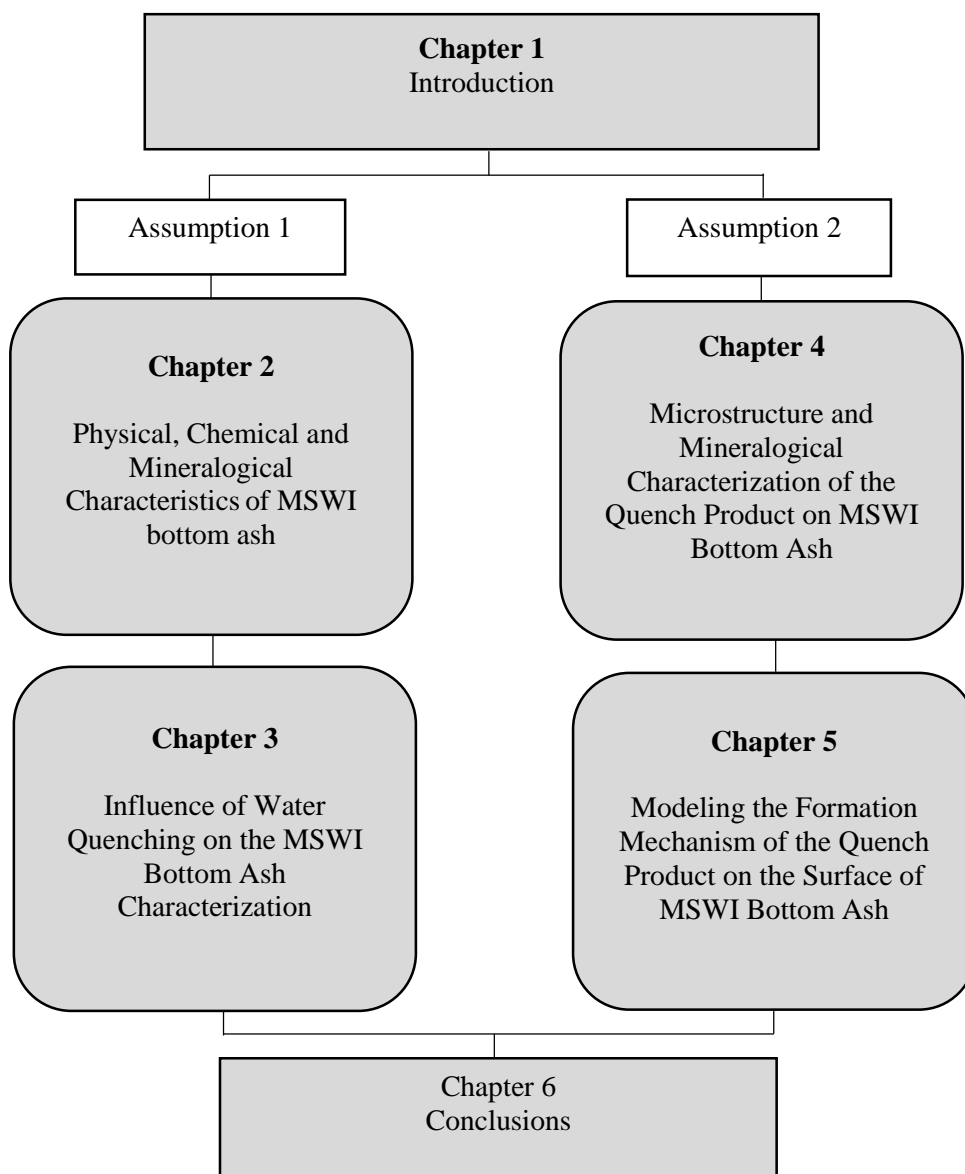 Chapter 1
Introduction
Assumption 1
Assumption 2
Chapter 2
Physical, Chemical and
Mineralogical
Characteristics of MSWI
bottom ash
Chapter 4
Microstructure and
Mineralogical
Characterization of the
Quench Product on MSWI
Bottom Ash
Chapter 3
Influence of Water
Quenching on the MSWI
Bottom Ash
Characterization
Chapter 5
Modeling the Formation
Mechanism of the Quench
Product on the Surface of
MSWI Bottom Ash
Chapter 6
Conclusions